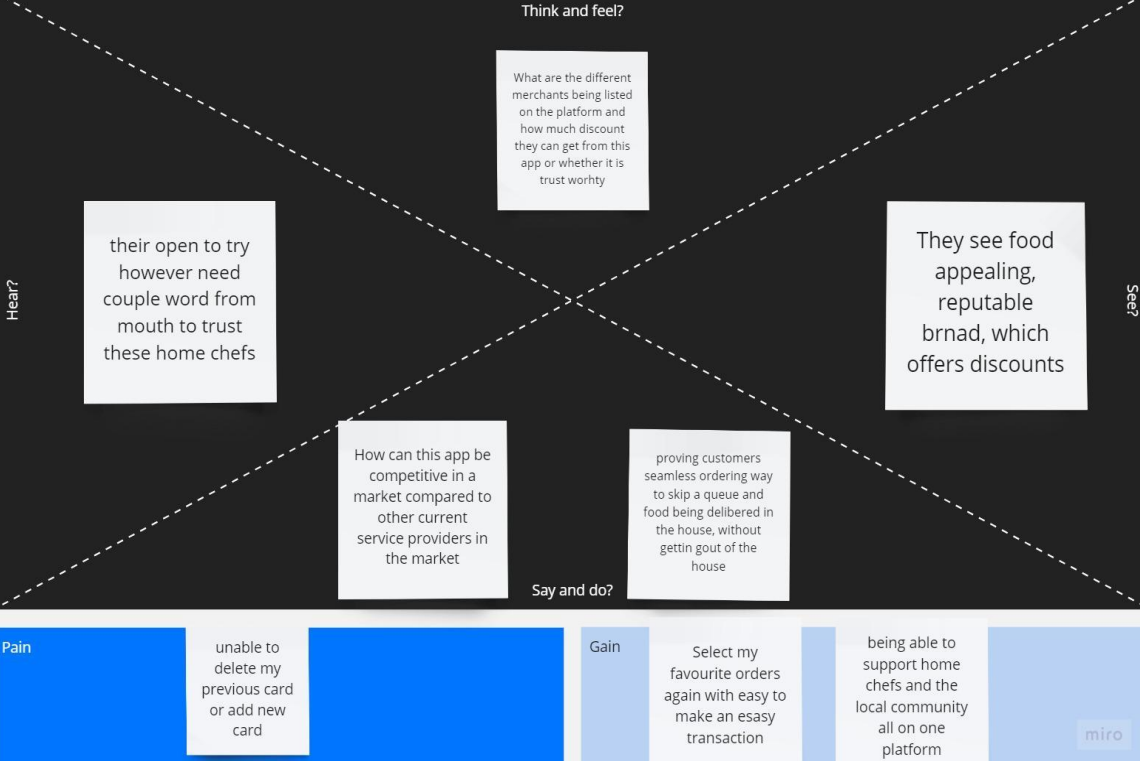 Think and feel?
What are the different
merchants being listed
on the platform and
how much discount
they can get from this
app or whether it is
trust worhty
Hear?
their open to try
however need
couple word from
mouth to trust
these home chefs
They see food
appealing,
reputable
brnad, which
offers discounts
See?
How can this app be
competitive in a
market compared to
other current
service providers in
the market
proving customers
seamless ordering way
to skip a queue and
food being delibered in
the house, without
gettin gout of the
house
Say and do?
Pain
unable to
delete my
previous card
or add new
card
Gain
Select my
favourite orders
again with easy to
make an esasy
transaction
being able to
support home
chefs and the
local community
all on one
platform
miro